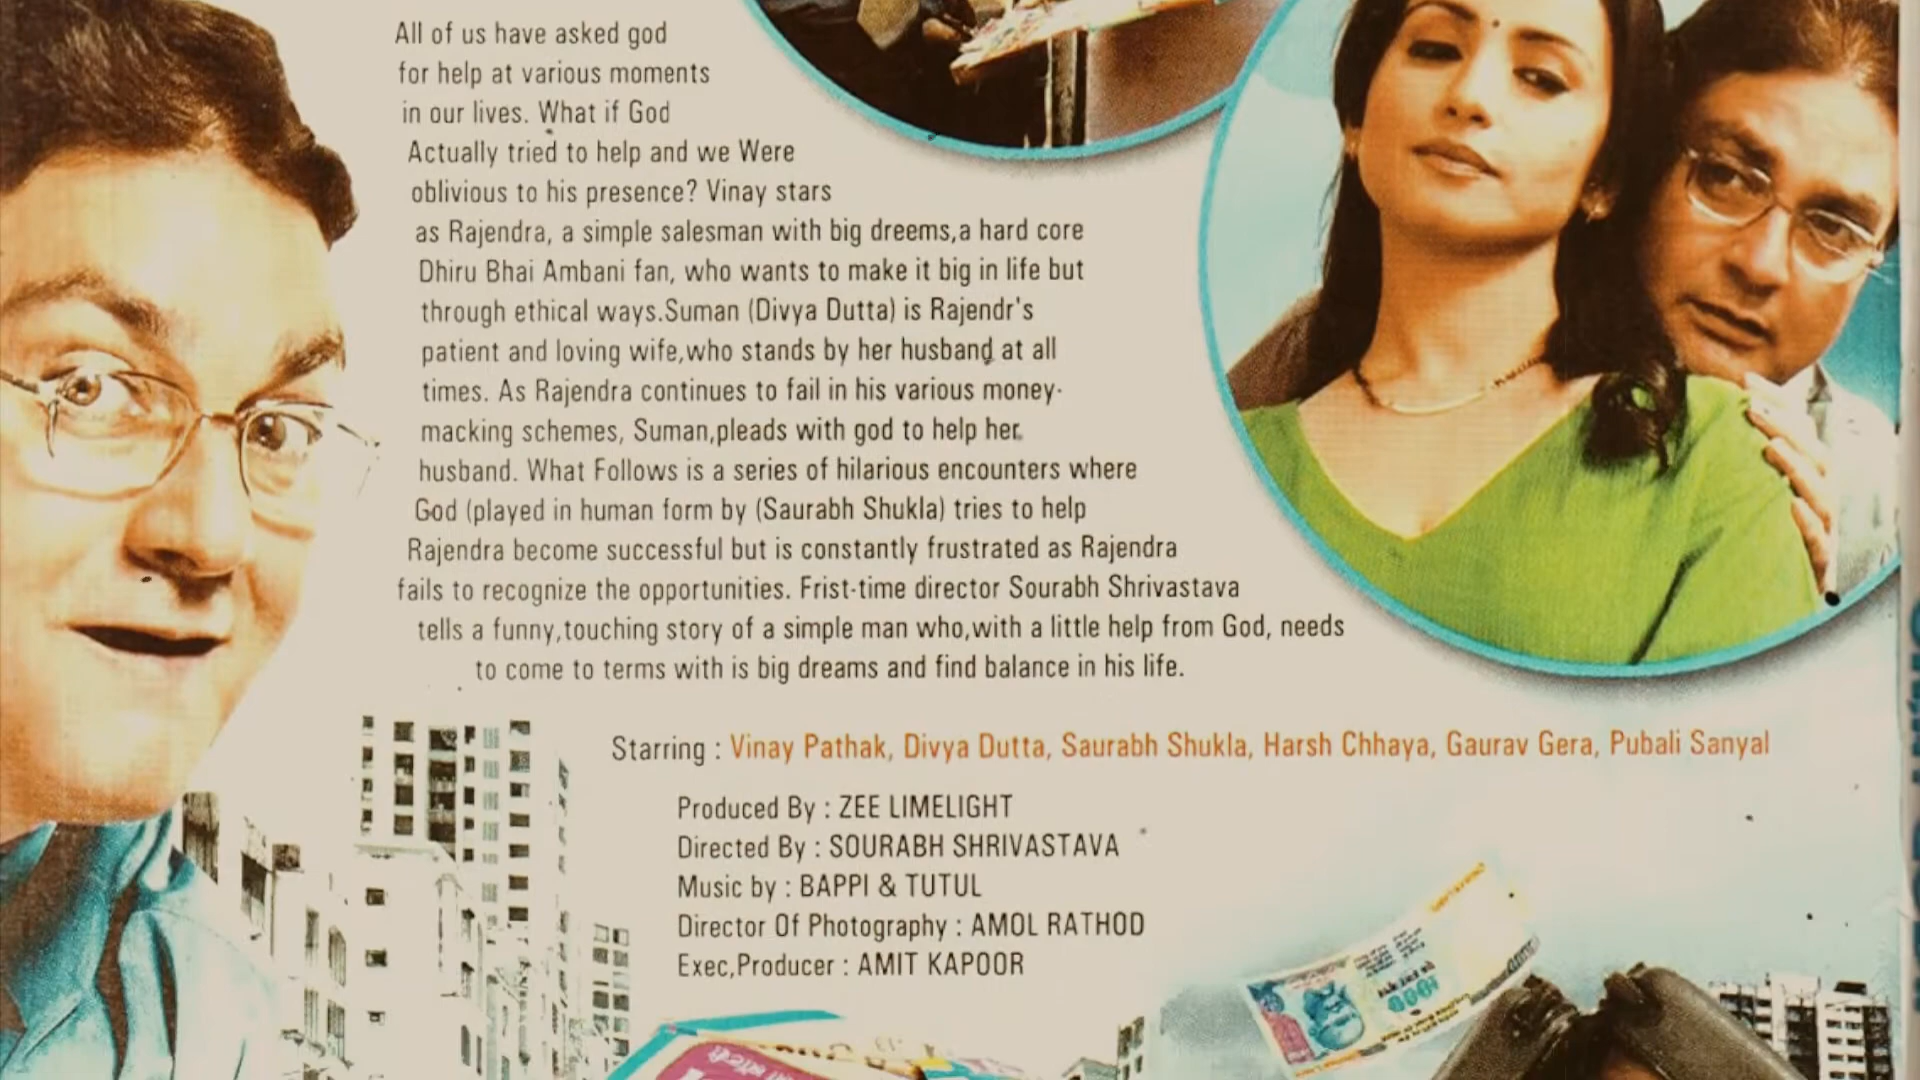 All of us have asked god
for help at various moments
in our lives. What if God
Actually tried to help and we Were
oblivious to his presence? Vinay stars
as Rajendra, a simple salesman with big dreems,a hard core
Dhiru Bhai Ambani fan, who wants to make it big in life but
through ethical ways.Suman (Divya Dutta) is Rajendr's
patient and loving wife,who stands by her husband at all
times. As Rajendra continues to fail in his various money-
macking schemes, Suman,pleads with god to help her
husband. What Follows is a series of hilarious encounters where
God (played in human form by (Saurabh Shukla) tries to help
Rajendra become successful but is constantly frustrated as Rajendra
fails to recognize the opportunities. Frist-time director Sourabh Shrivastava
tells a funny,touching story of a simple man who,with a little help from God, needs
to come to terms with is big dreams and find balance in his life.
Starring : Vinay Pathak, Divya Dutta, Saurabh Shukla, Harsh Chhaya, Gaurav Gera, Pubali Sanyal
Produced By : ZEE LIMELIGHT
Directed By : SOURABH SHRIVASTAVA
Music by : BAPPI & TUTUL
Director Of Photography : AMOL RATHOD
Exec,Producer : AMIT KAPOOR